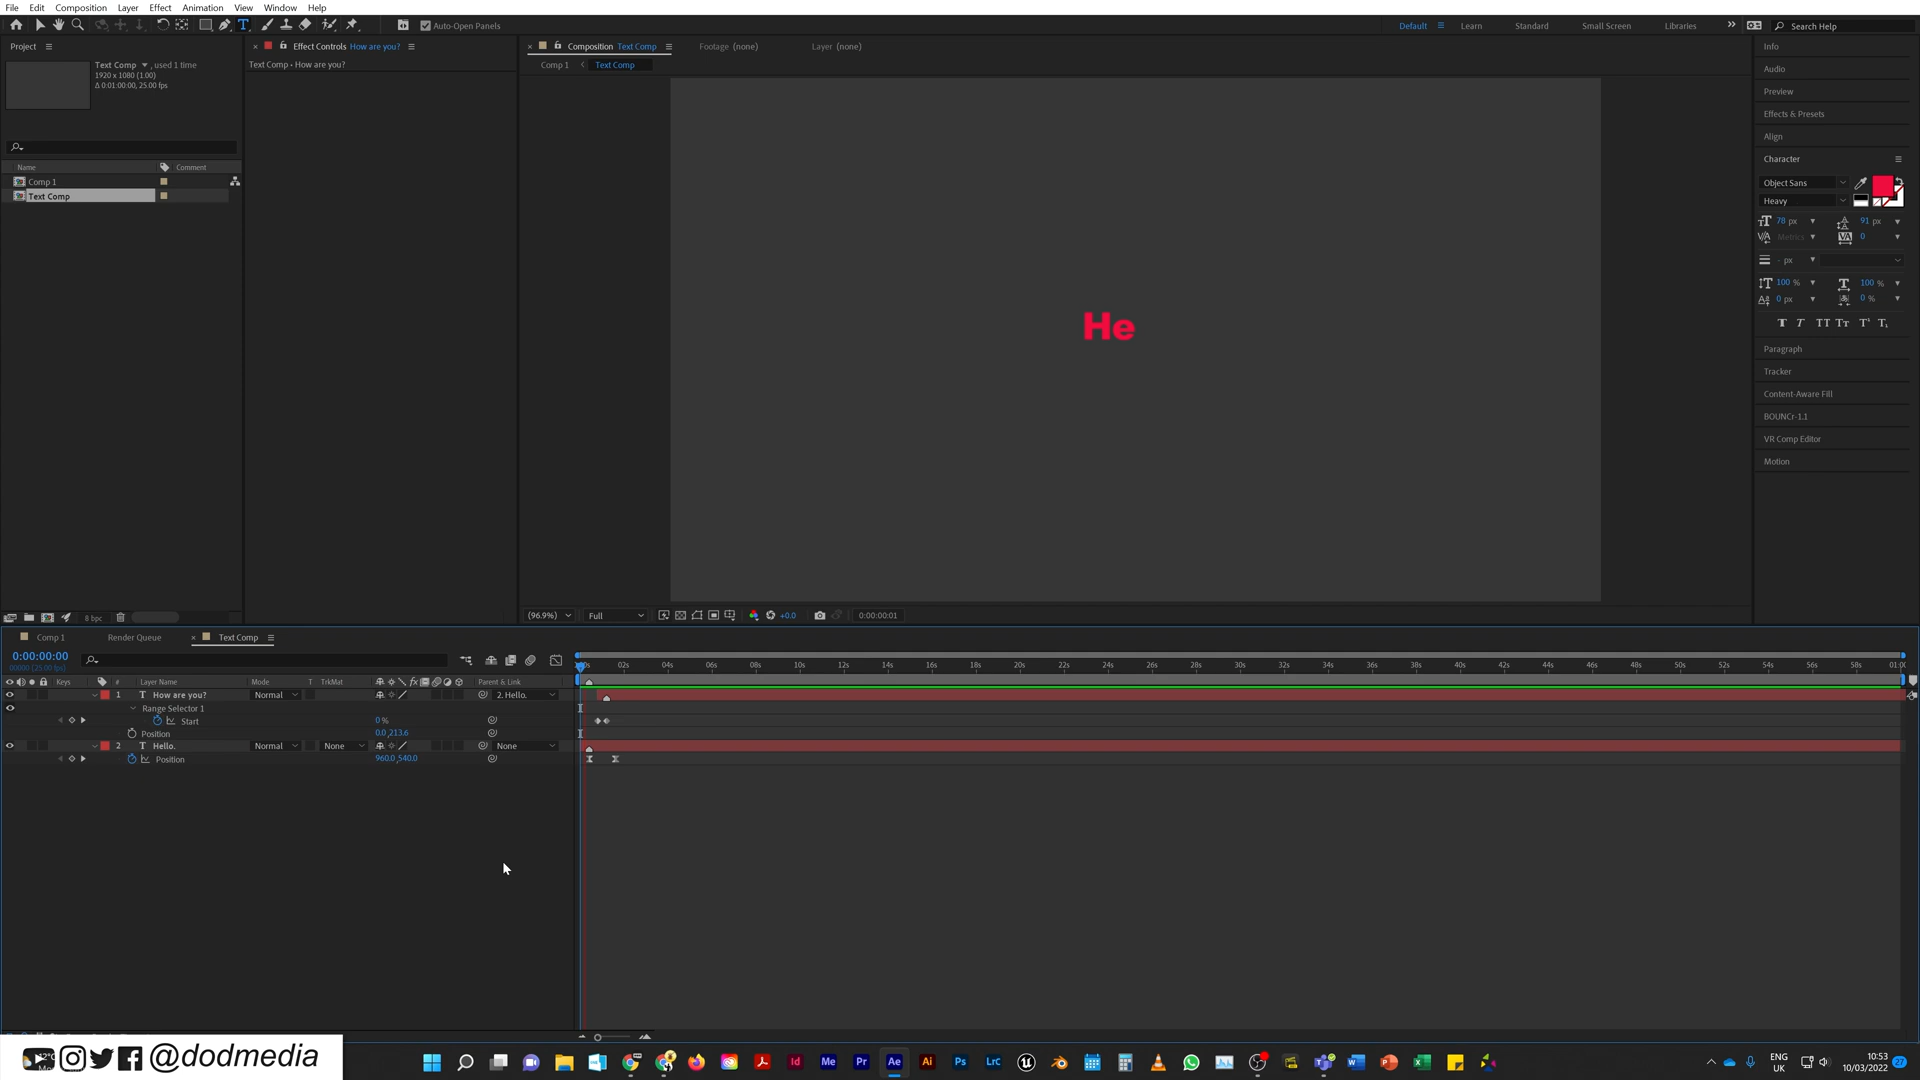 File Edit Composition Layer Effect Animation View Window Help
Auto-Open Panels Default Learn Standard Small Screen Libraries Search Help
Project Effect Controls How are you? Composition Text Comp Footage (none) Layer (none) Info
Text Comp • How are you? Comp 1 Text Comp
Text Comp , used 1 time
1920 x 1080 (1.00)
Δ 0:01:00:00, 25.00 fps
Audio
Preview
Effects & Presets
Align
Character
Name Comment
Comp 1
Text Comp
Object Sans
Heavy
78 px 91 px
Metrics 0
- px
100 % 100 %
0 px 0 %
Paragraph
Tracker
Content-Aware Fill
BOUNCr-1.1
VR Comp Editor
Motion
He
8 bpc (96.9%) Full +0.0 0:00:00:01
Comp 1 Render Queue Text Comp
0:00:00:00
00000 (25.00 fps)
02s 04s 06s 08s 10s 12s 14s 16s 18s 20s 22s 24s 26s 28s 30s 32s 34s 36s 38s 40s 42s 44s 46s 48s 50s 52s 54s 56s 58s
Keys # Layer Name Mode T TrkMat Parent & Link
1 T How are you? Normal 2. Hello.
Range Selector 1
Start 0 %
Position 0.0,213.6
2 T Hello. Normal None None
Position 960.0,540.0
@dodmedia
ENG
UK
10:53
10/03/2022
27